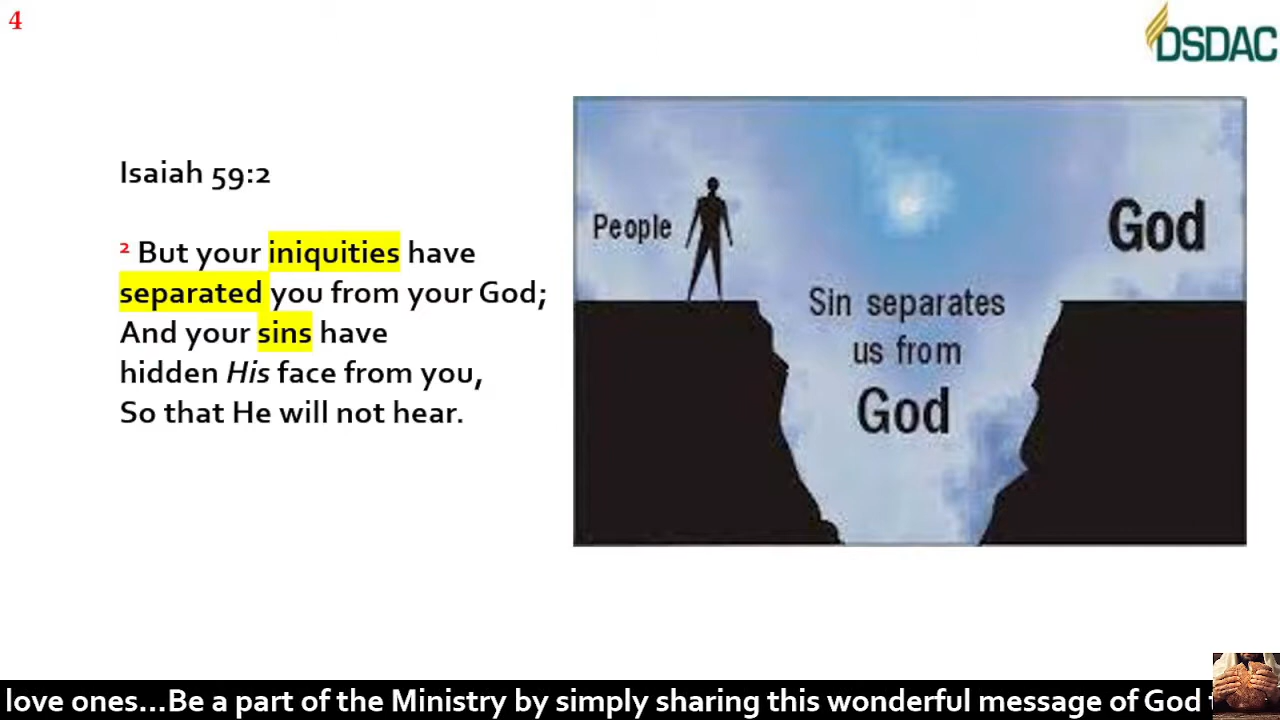 4
DSDAC
Isaiah 59:2
2 But your iniquities have
separated you from your God;
And your sins have
hidden His face from you,
So that He will not hear.
People
God
Sin separates
us from
God
love ones...Be a part of the Ministry by simply sharing this wonderful message of God